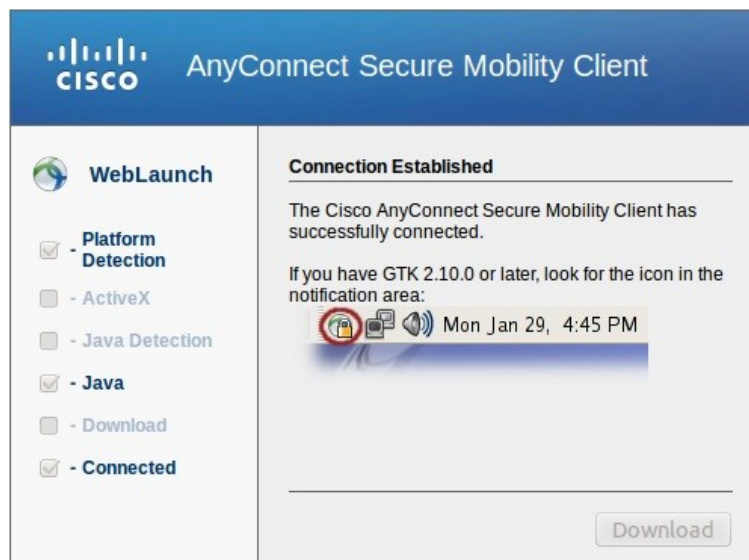 CISCO
AnyConnect Secure Mobility Client
WebLaunch
- Platform
Detection
- ActiveX
- Java Detection
- Java
- Download
- Connected
Connection Established
The Cisco AnyConnect Secure Mobility Client has
successfully connected.
If you have GTK 2.10.0 or later, look for the icon in the
notification area:
Mon Jan 29, 4:45 PM
Download